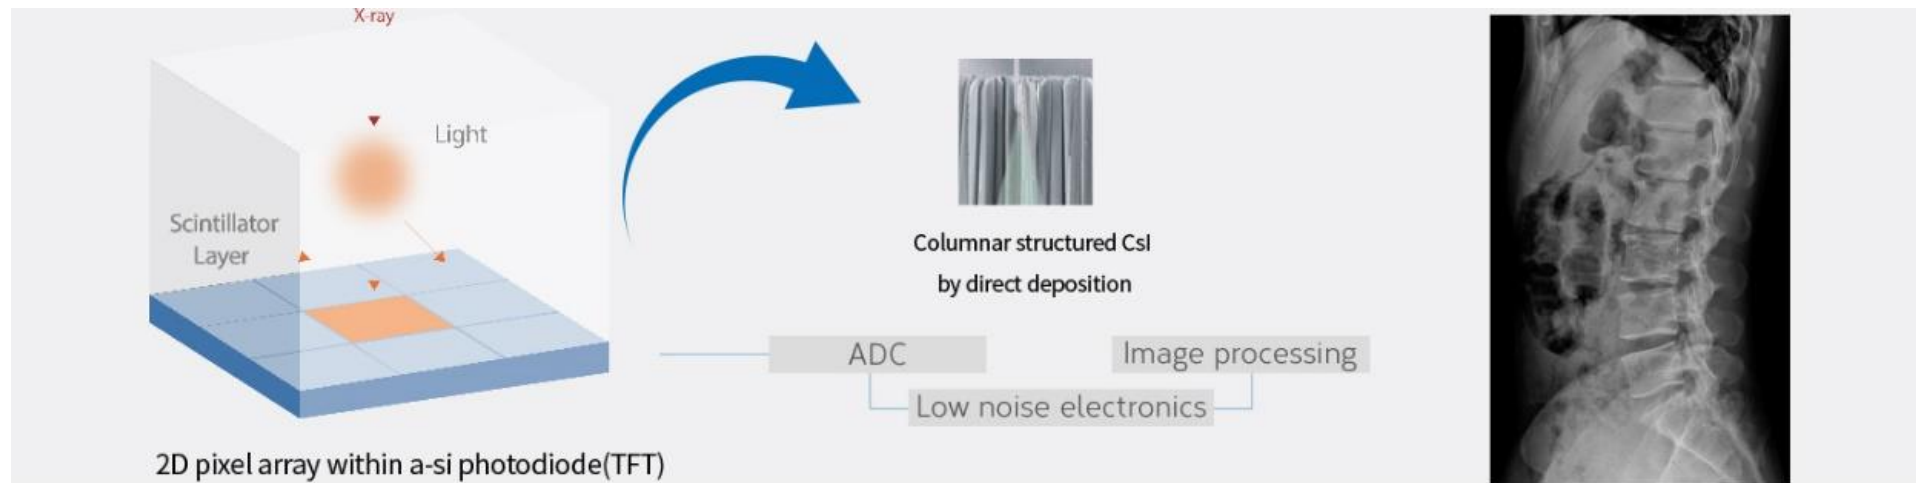 X-ray
Light
Scintillator
Layer
2D pixel array within a-si photodiode(TFT)
Columnar structured CsI
by direct deposition
ADC
Image processing
Low noise electronics